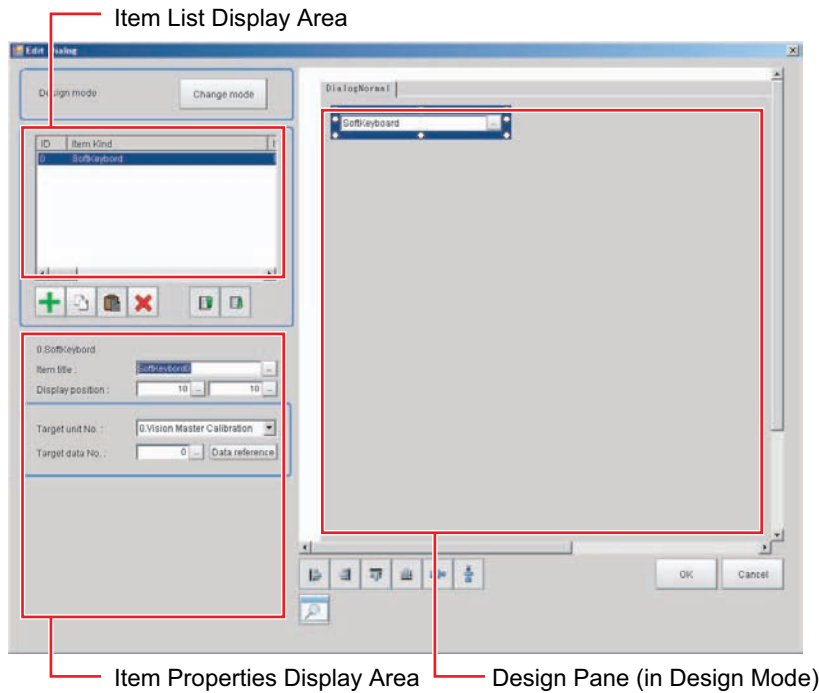 Item List Display Area
Edit Dialog
Design mode
Change mode
DialogNormal
SoftKeyboard ...
ID Item Kind
0 SoftKeybord
0.SoftKeybord
Item title : SoftKeybord0 ...
Display position : 10 ... 10 ...
Target unit No. : 0.Vision Master Calibration
Target data No. : 0 ... Data reference
OK Cancel
Item Properties Display Area
Design Pane (in Design Mode)